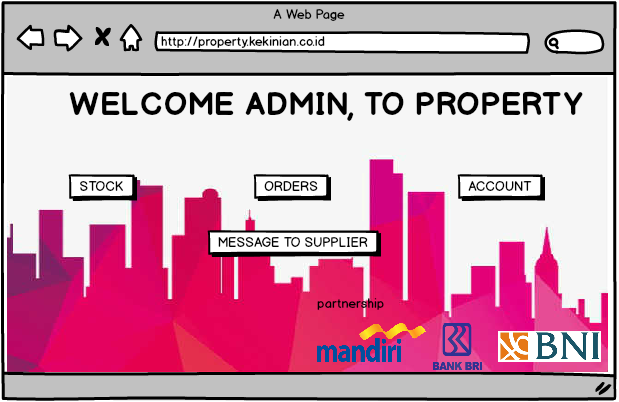 A Web Page
http://property.kekinian.co.id
WELCOME ADMIN, TO PROPERTY
STOCK
ORDERS
ACCOUNT
MESSAGE TO SUPPLIER
partnership
mandiri
BANK BRI
BNI